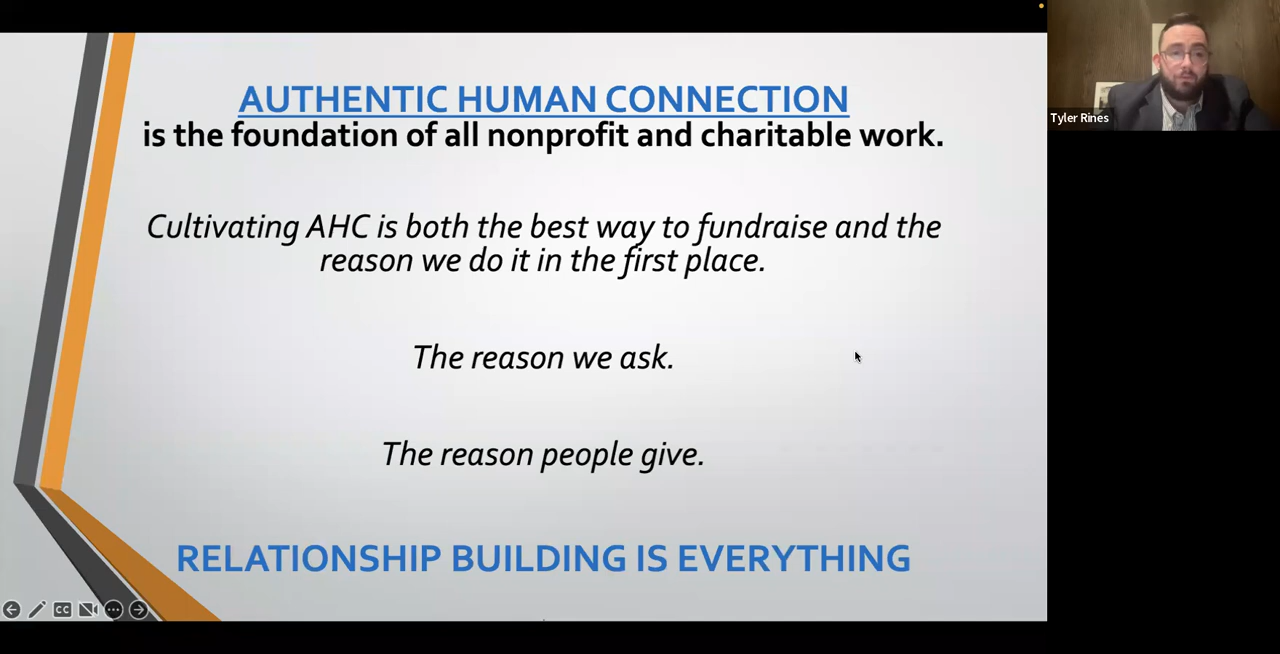 AUTHENTIC HUMAN CONNECTION
is the foundation of all nonprofit and charitable work.
Cultivating AHC is both the best way to fundraise and the
reason we do it in the first place.
The reason we ask.
The reason people give.
RELATIONSHIP BUILDING IS EVERYTHING
CC
Tyler Rines